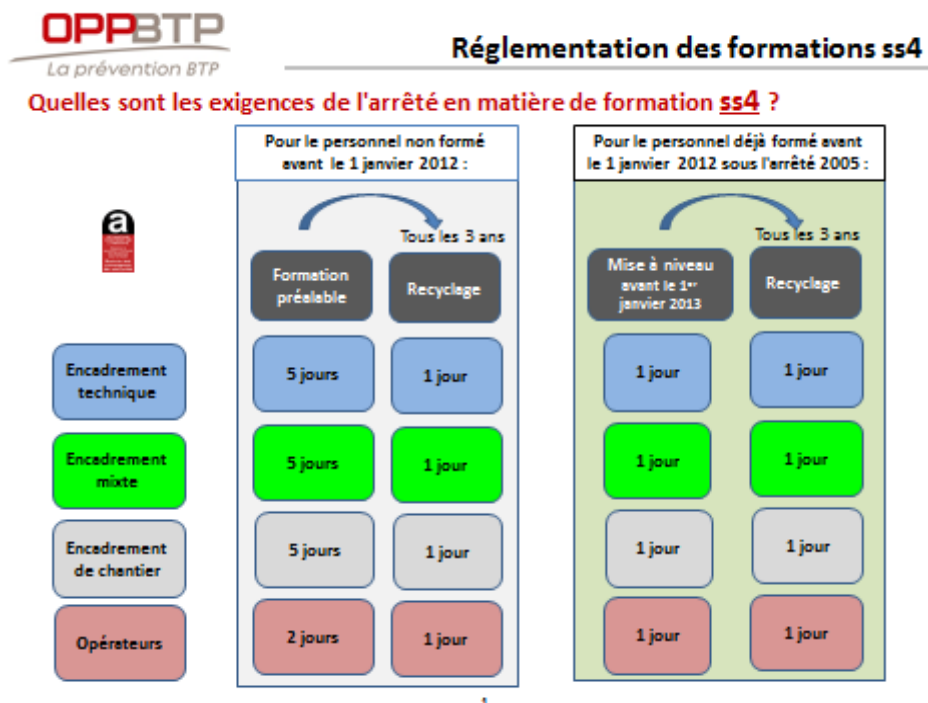 OPPBTP
La prévention BTP
Réglementation des formations ss4
Quelles sont les exigences de l'arrêté en matière de formation ss4 ?
Pour le personnel non formé
avant le 1 janvier 2012 :
Pour le personnel déjà formé avant
le 1 janvier 2012 sous l'arrêté 2005 :
a
Tous les 3 ans
Tous les 3 ans
Formation
préalable
Recyclage
Mise à niveau
avant le 1er
janvier 2013
Recyclage
Encadrement
technique
5 jours
1 jour
1 jour
1 jour
Encadrement
mixte
5 jours
1 jour
1 jour
1 jour
Encadrement
de chantier
5 jours
1 jour
1 jour
1 jour
Opérateurs
2 jours
1 jour
1 jour
1 jour